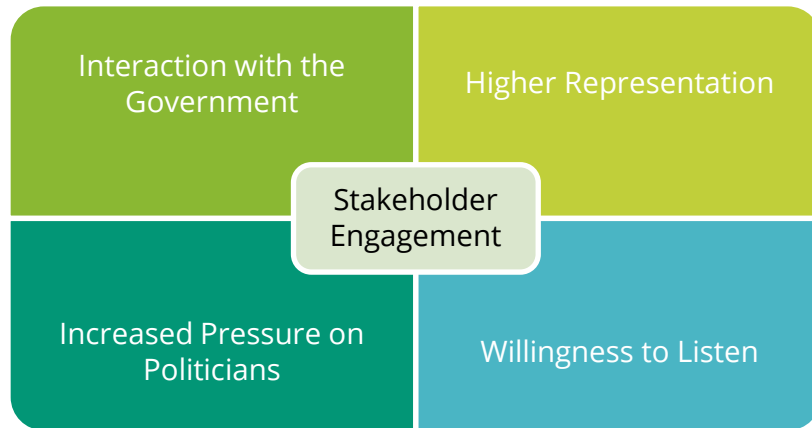 Interaction with the
Government
Higher Representation
Stakeholder
Engagement
Increased Pressure on
Politicians
Willingness to Listen